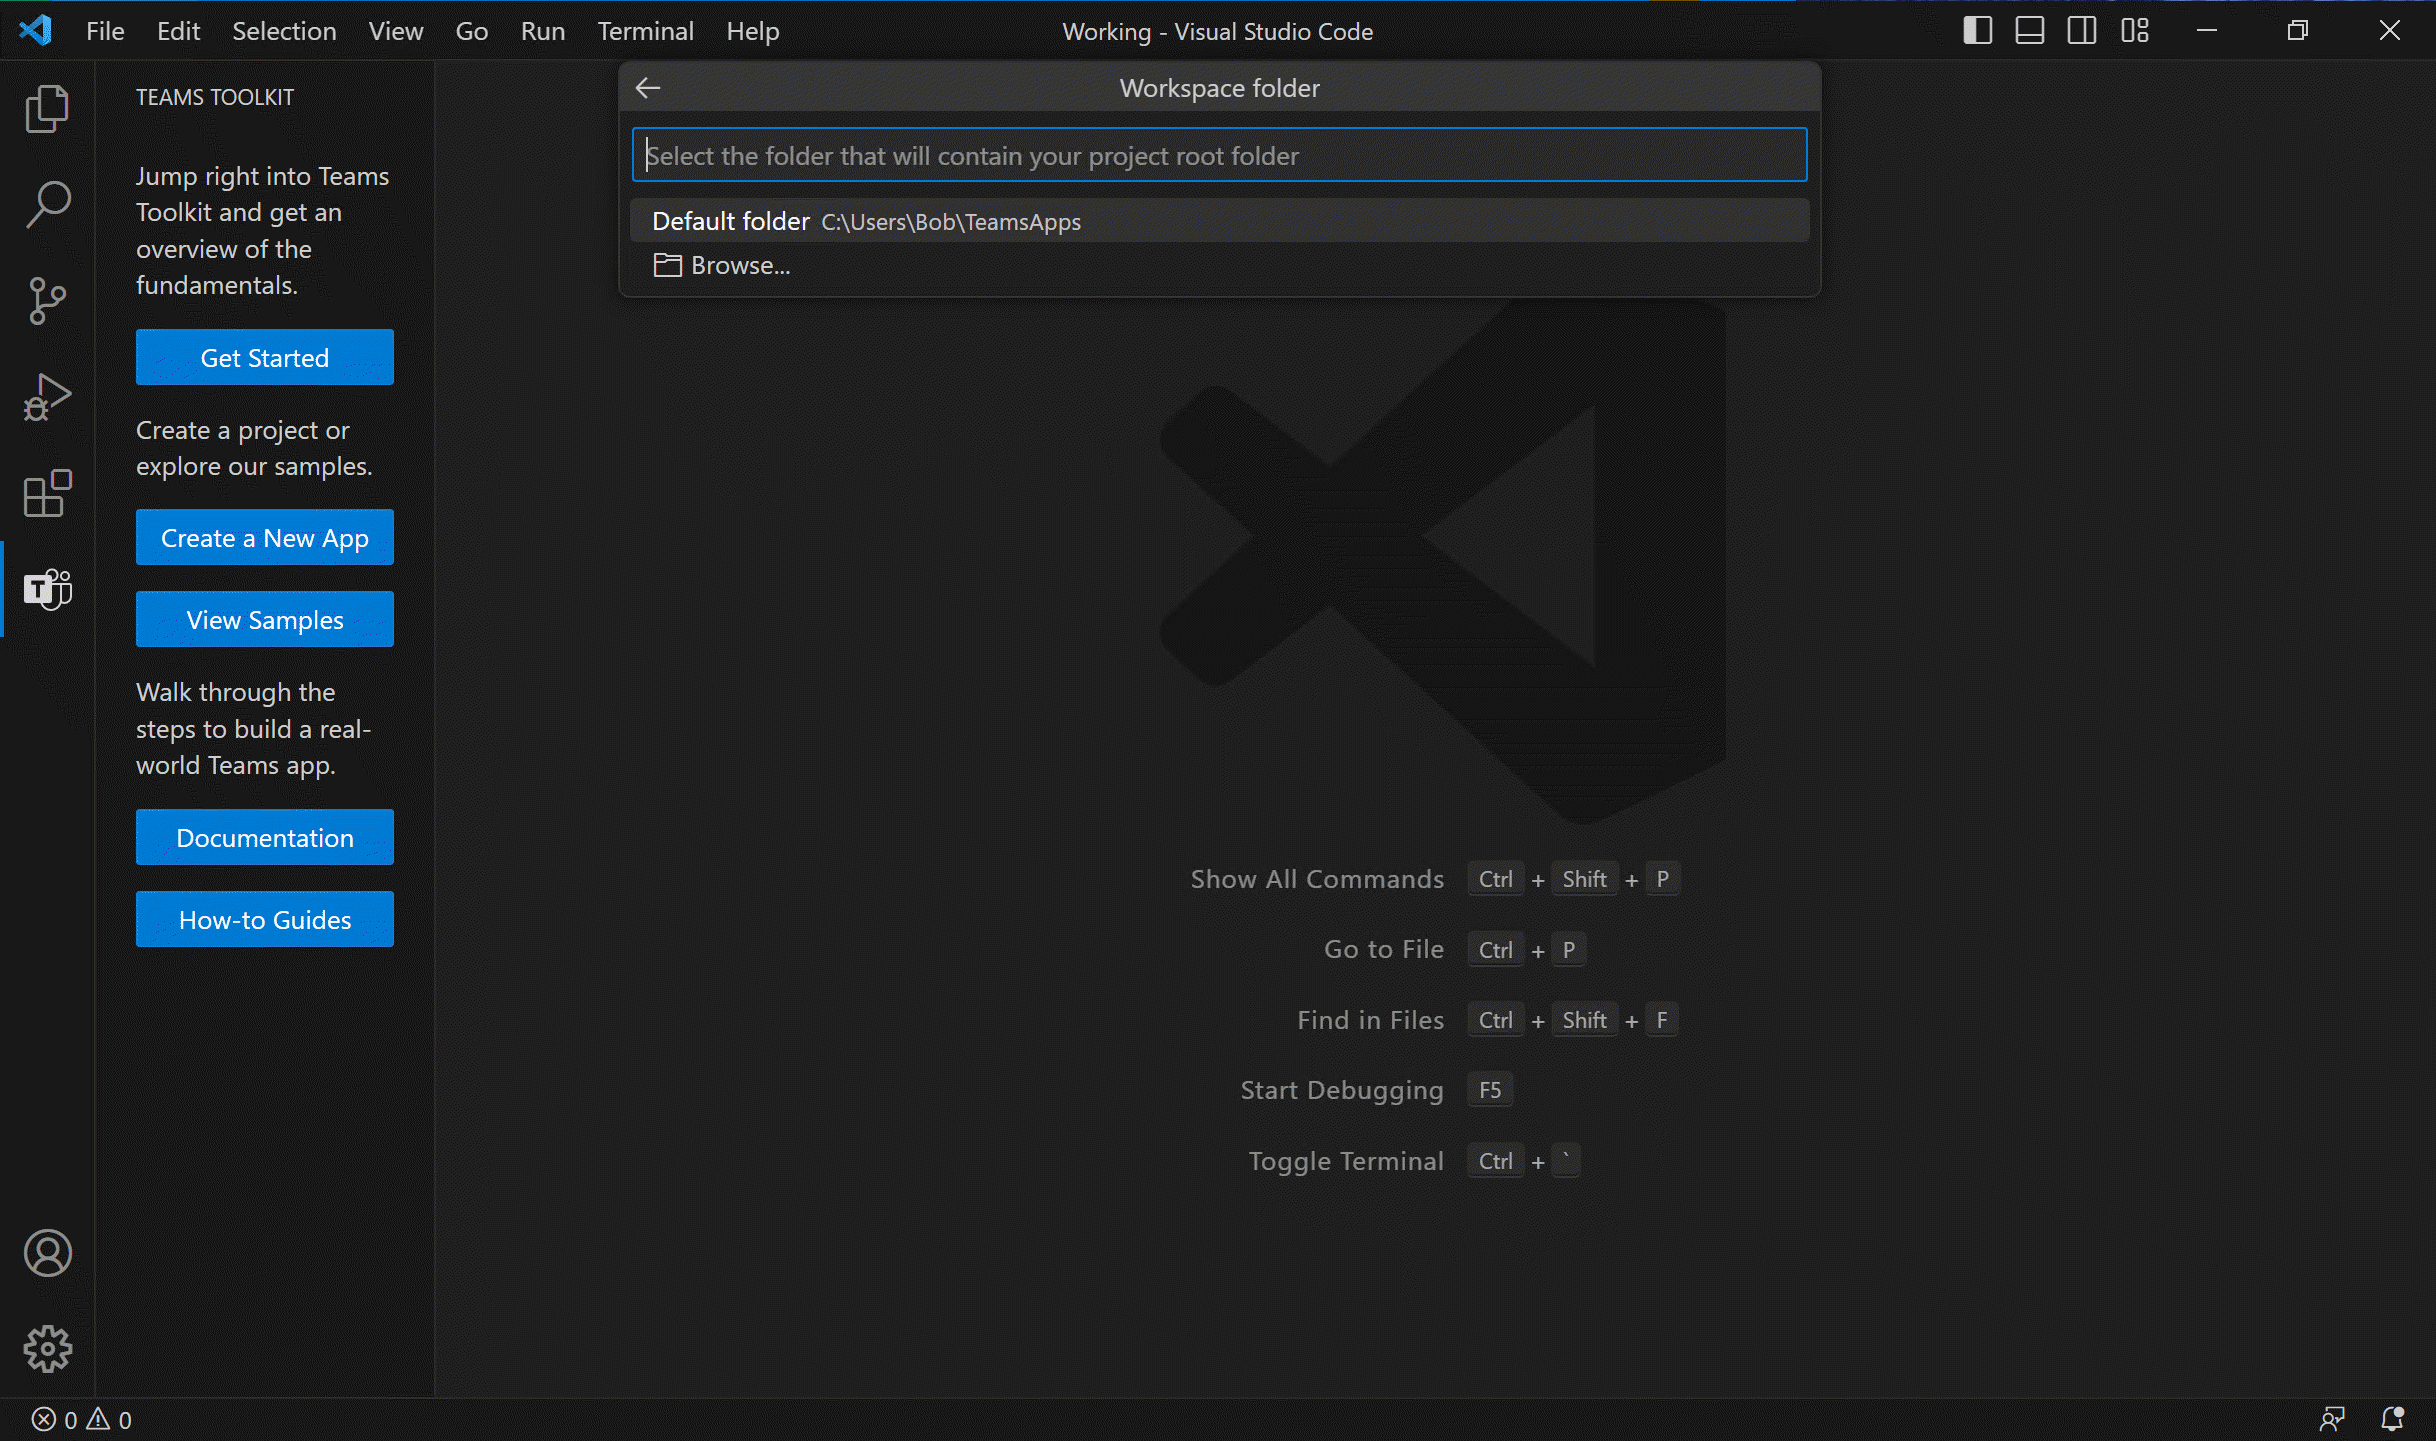 File Edit Selection View Go Run Terminal Help
Working - Visual Studio Code
TEAMS TOOLKIT
Jump right into Teams
Toolkit and get an
overview of the
fundamentals.
Get Started
Create a project or
explore our samples.
Create a New App
View Samples
Walk through the
steps to build a real-
world Teams app.
Documentation
How-to Guides
Workspace folder
Select the folder that will contain your project root folder
Default folder C:\Users\Bob\TeamsApps
Browse...
Show All Commands Ctrl + Shift + P
Go to File Ctrl + P
Find in Files Ctrl + Shift + F
Start Debugging F5
Toggle Terminal Ctrl + `
0 0